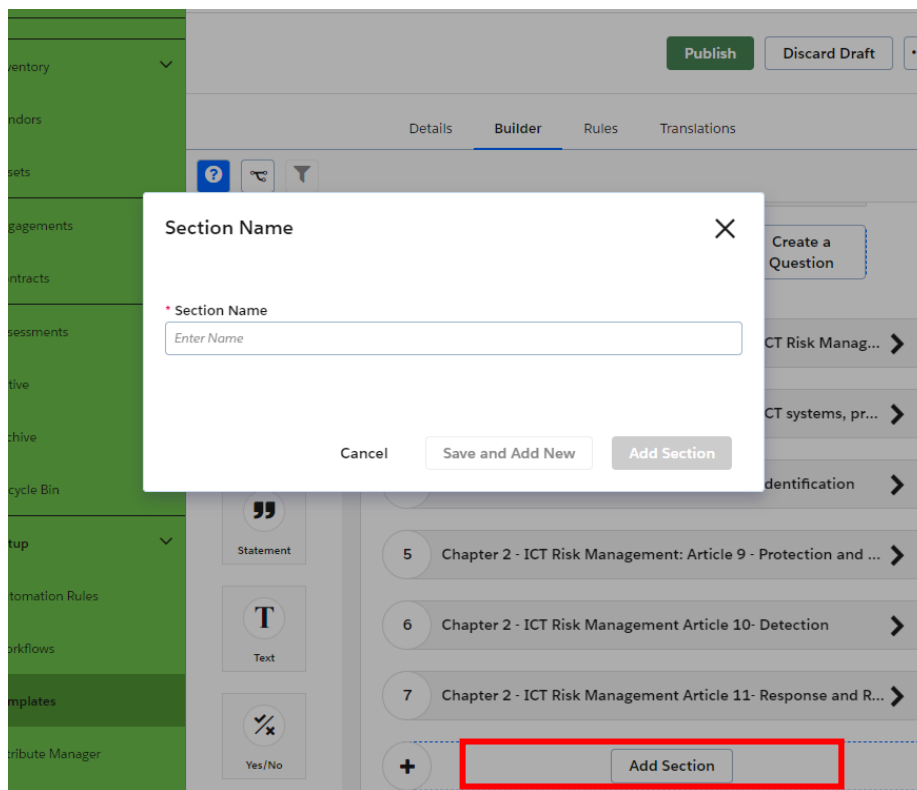 Publish
Discard Draft
Details
Builder
Rules
Translations
?
Section Name
* Section Name
Enter Name
Cancel
Save and Add New
Add Section
Create a
Question
CT Risk Manag...
CT systems, pr...
dentification
5 Chapter 2 - ICT Risk Management: Article 9 - Protection and ...
6 Chapter 2 - ICT Risk Management Article 10- Detection
7 Chapter 2 - ICT Risk Management Article 11- Response and R...
+ Add Section
Statement
T
Text
Yes/No
ventory
ndors
sets
gagements
ntracts
sessments
tive
chive
cycle Bin
tup
tomation Rules
orkflows
mplates
tribute Manager